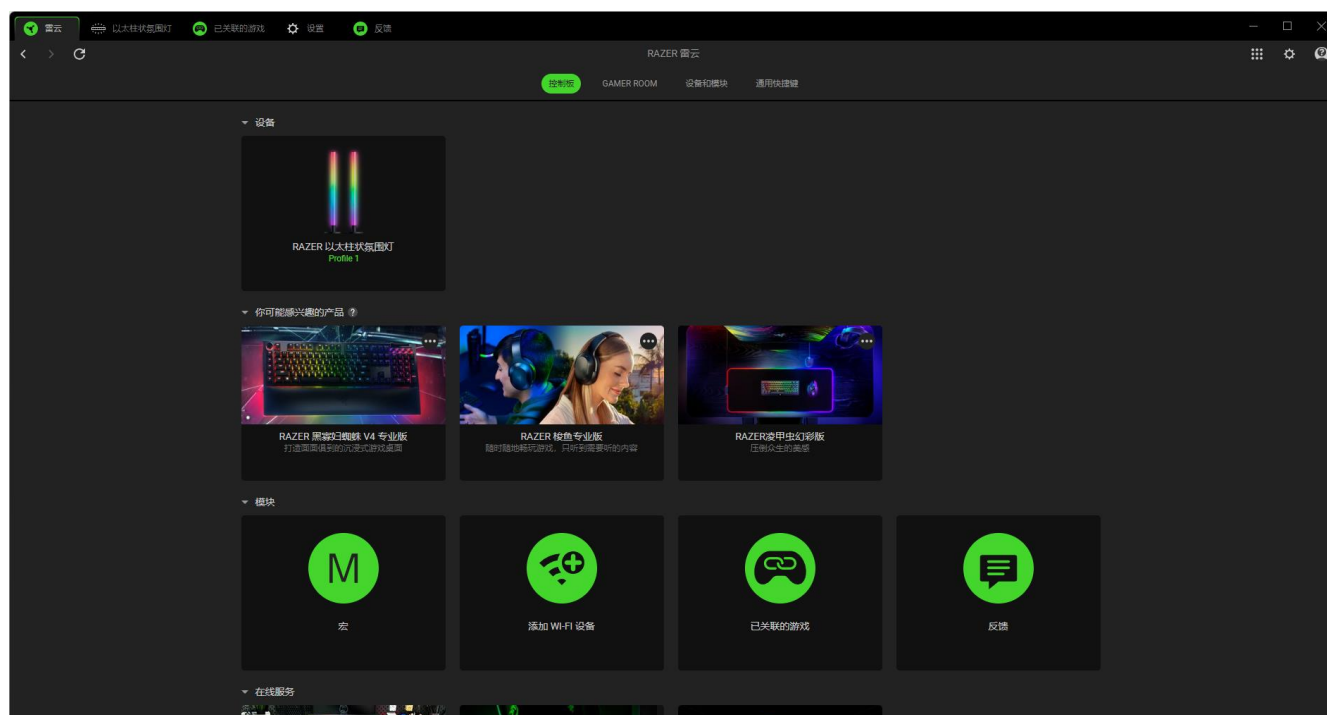 雷云
以太柱状氛围灯
已关联的游戏
设置
反馈
RAZER 雷云
控制板
GAMER ROOM
设备和模块
通用快捷键
设备
RAZER 以太柱状氛围灯
Profile 1
你可能感兴趣的产品 ?
RAZER 黑寡妇蜘蛛 V4 专业版
打造面面俱到的沉浸式游戏桌面
RAZER 梭鱼专业版
随时随地畅玩游戏,只听到需要听的内容
RAZER凌甲虫幻彩版
压倒众生的美感
模块
M
宏
添加 WI-FI 设备
已关联的游戏
反馈
在线服务